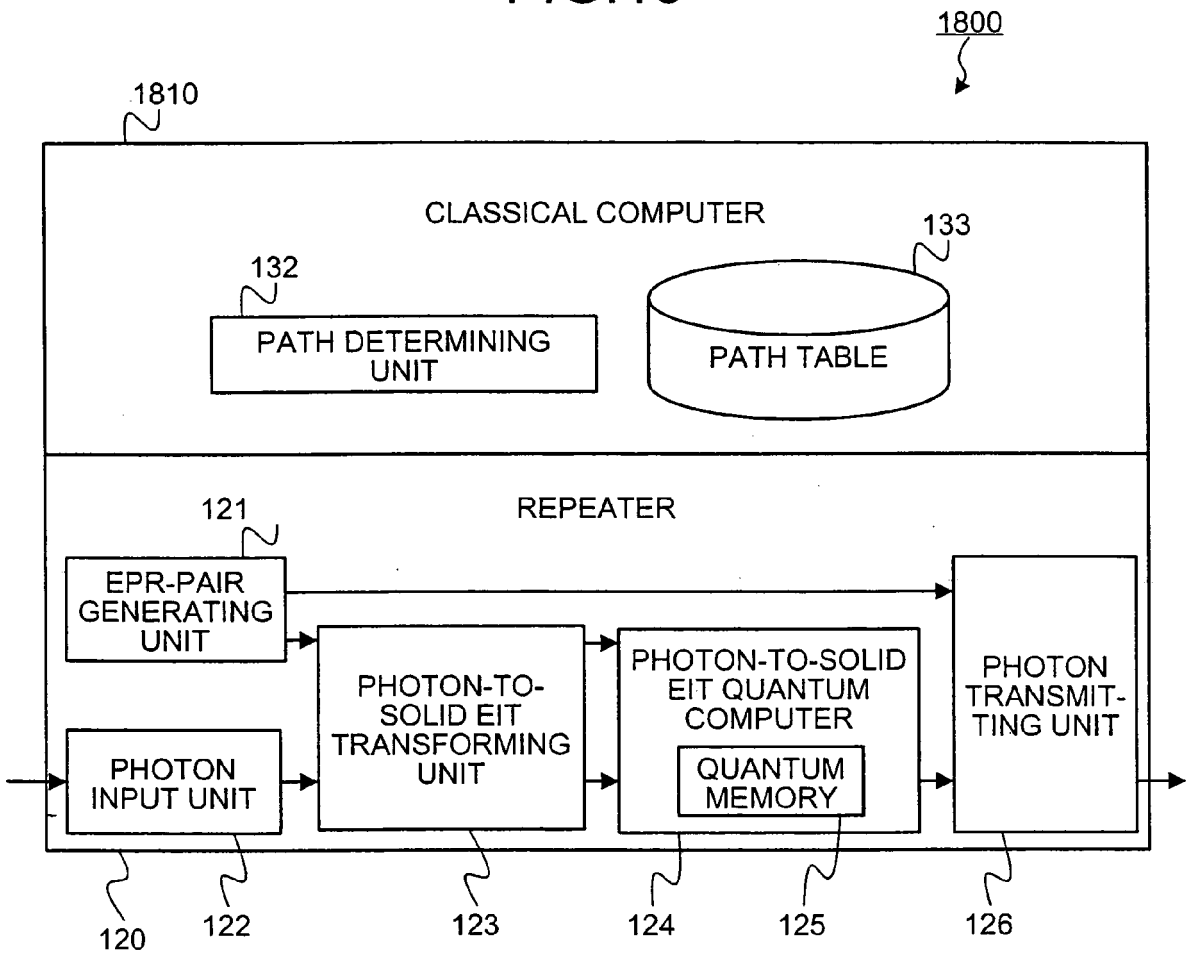 1800
1810
CLASSICAL COMPUTER
133
132
PATH DETERMINING
UNIT
PATH TABLE
REPEATER
121
EPR-PAIR
GENERATING
UNIT
PHOTON
INPUT UNIT
PHOTON-TO-
SOLID EIT
TRANSFORMING
UNIT
PHOTON-TO-SOLID
EIT QUANTUM
COMPUTER
QUANTUM
MEMORY
PHOTON
TRANSMIT-
TING UNIT
120
122
123
124
125
126